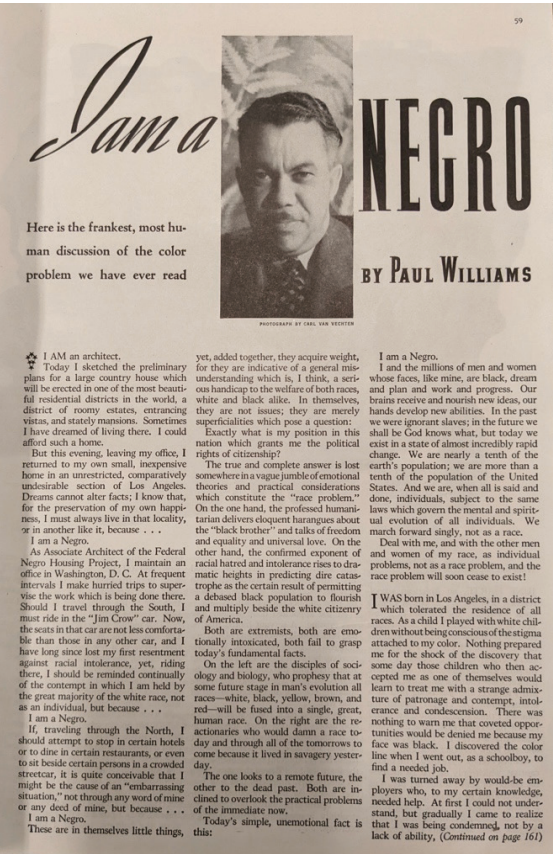 59
I am a
NEGRO
Here is the frankest, most hu-
man discussion of the color
problem we have ever read
BY PAUL WILLIAMS
PHOTOGRAPH BY CARL VAN VECHTEN
I AM an architect.
Today I sketched the preliminary
plans for a large country house which
will be erected in one of the most beauti-
ful residential districts in the world, a
district of roomy estates, entrancing
vistas, and stately mansions. Sometimes
I have dreamed of living there. I could
afford such a home.
But this evening, leaving my office, I
returned to my own small, inexpensive
home in an unrestricted, comparatively
undesirable section of Los Angeles.
Dreams cannot alter facts; I know that,
for the preservation of my own happi-
ness, I must always live in that locality,
or in another like it, because . . .
I am a Negro.
As Associate Architect of the Federal
Negro Housing Project, I maintain an
office in Washington, D. C. At frequent
intervals I make hurried trips to super-
vise the work which is being done there.
Should I travel through the South, I
must ride in the "Jim Crow" car. Now,
the seats in that car are not less comforta-
ble than those in any other car, and I
have long since lost my first resentment
against racial intolerance, yet, riding
there, I should be reminded continually
of the contempt in which I am held by
the great majority of the white race, not
as an individual, but because . . .
I am a Negro.
If, traveling through the North, I
should attempt to stop in certain hotels
or to dine in certain restaurants, or even
to sit beside certain persons in a crowded
streetcar, it is quite conceivable that I
might be the cause of an "embarrassing
situation," not through any word of mine
or any deed of mine, but because . . .
I am a Negro.
These are in themselves little things,
yet, added together, they acquire weight,
for they are indicative of a general mis-
understanding which is, I think, a seri-
ous handicap to the welfare of both races,
white and black alike. In themselves,
they are not issues; they are merely
superficialities which pose a question:
Exactly what is my position in this
nation which grants me the political
rights of citizenship?
The true and complete answer is lost
somewhere in a vague jumble of emotional
theories and practical considerations
which constitute the "race problem."
On the one hand, the professed humani-
tarian delivers eloquent harangues about
the "black brother" and talks of freedom
and equality and universal love. On the
other hand, the confirmed exponent of
racial hatred and intolerance rises to dra-
matic heights in predicting dire catas-
trophe as the certain result of permitting
a debased black population to flourish
and multiply beside the white citizenry
of America.
Both are extremists, both are emo-
tionally intoxicated, both fail to grasp
today's fundamental facts.
On the left are the disciples of soci-
ology and biology, who prophesy that at
some future stage in man's evolution all
races—white, black, yellow, brown, and
red—will be fused into a single, great,
human race. On the right are the re-
actionaries who would damn a race to-
day and through all of the tomorrows to
come because it lived in savagery yester-
day.
The one looks to a remote future, the
other to the dead past. Both are in-
clined to overlook the practical problems
of the immediate now.
Today's simple, unemotional fact is
this:
I am a Negro.
I and the millions of men and women
whose faces, like mine, are black, dream
and plan and work and progress. Our
brains receive and nourish new ideas, our
hands develop new abilities. In the past
we were ignorant slaves; in the future we
shall be God knows what, but today we
exist in a state of almost incredibly rapid
change. We are nearly a tenth of the
earth's population; we are more than a
tenth of the population of the United
States. And we are, when all is said and
done, individuals, subject to the same
laws which govern the mental and spirit-
ual evolution of all individuals. We
march forward singly, not as a race.
Deal with me, and with the other men
and women of my race, as individual
problems, not as a race problem, and the
race problem will soon cease to exist!
I WAS born in Los Angeles, in a district
which tolerated the residence of all
races. As a child I played with white chil-
dren without being conscious of the stigma
attached to my color. Nothing prepared
me for the shock of the discovery that
some day those children who then ac-
cepted me as one of themselves would
learn to treat me with a strange admix-
ture of patronage and contempt, intol-
erance and condescension. There was
nothing to warn me that coveted oppor-
tunities would be denied me because my
face was black. I discovered the color
line when I went out, as a schoolboy, to
find a needed job.
I was turned away by would-be em-
ployers who, to my certain knowledge,
needed help. At first I could not under-
stand, but gradually I came to realize
that I was being condemned, not by a
lack of ability, (Continued on page 161)